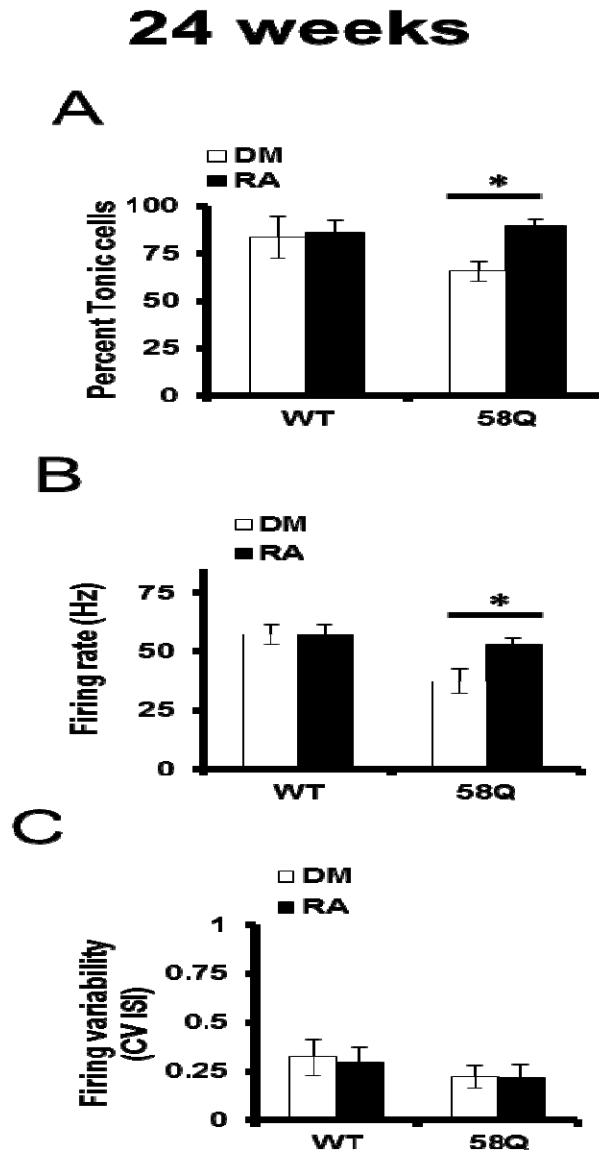 24 weeks
A
DM
RA
*
Percent Tonic cells
100
75
50
25
0
WT 58Q
B
DM
RA
*
Firing rate (Hz)
75
50
25
0
WT 58Q
C
DM
RA
Firing variability
(CV ISI)
1
0.75
0.5
0.25
0
WT 58Q